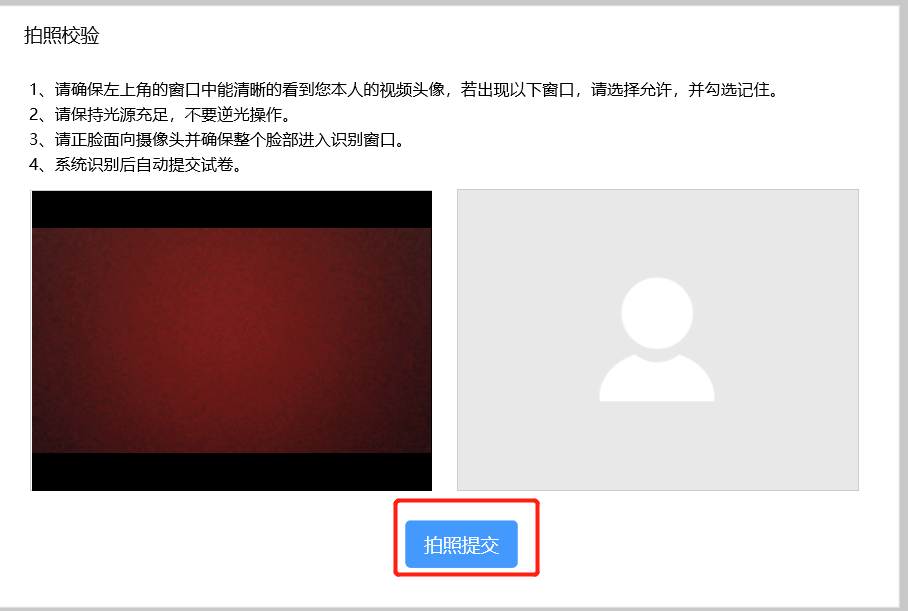 拍照校验
1、请确保左上角的窗口中能清晰的看到您本人的视频头像，若出现以下窗口，请选择允许，并勾选记住。
2、请保持光源充足，不要逆光操作。
3、请正脸面向摄像头并确保整个脸部进入识别窗口。
4、系统识别后自动提交试卷。
拍照提交